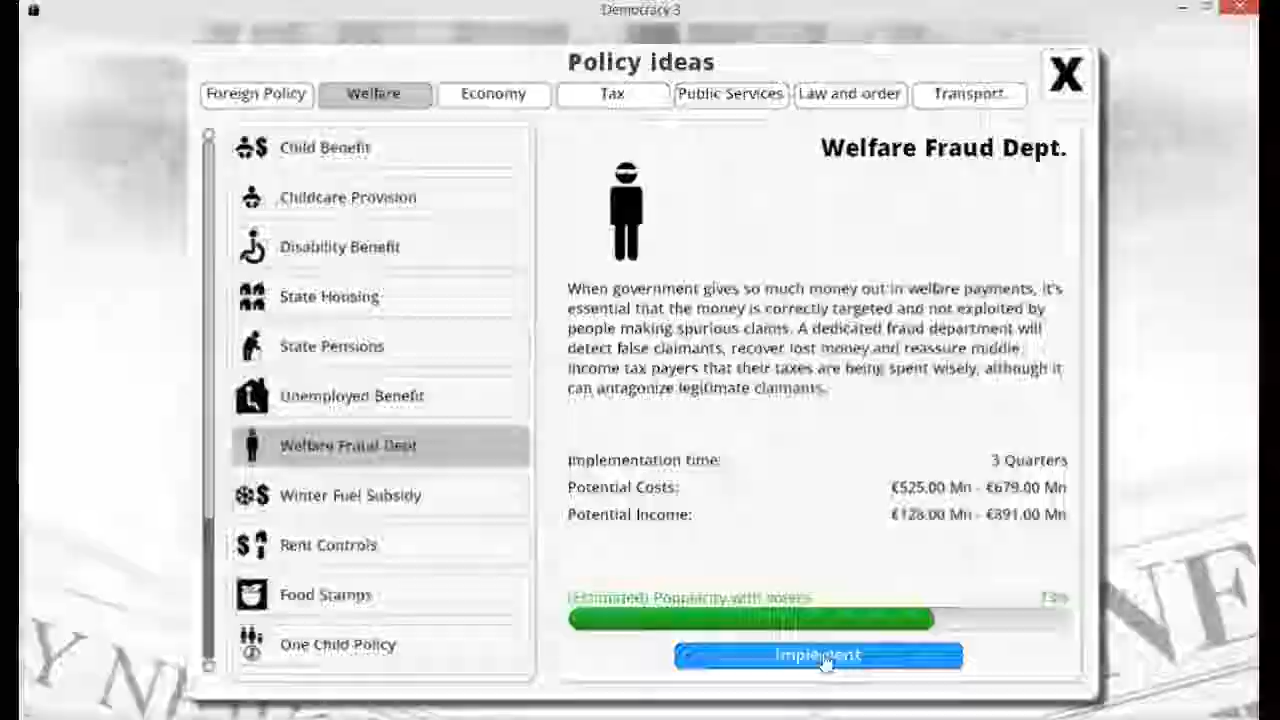 Democracy 3
Policy ideas
X
Foreign Policy
Welfare
Economy
Tax
Public Services
Law and order
Transport
Child Benefit
Childcare Provision
Disability Benefit
State Housing
State Pensions
Unemployed Benefit
Welfare Fraud Dept
Winter Fuel Subsidy
Rent Controls
Food Stamps
One Child Policy
Welfare Fraud Dept.
When government gives so much money out in welfare payments, it's
essential that the money is correctly targeted and not exploited by
people making spurious claims. A dedicated fraud department will
detect false claimants, recover lost money and reassure middle
income tax payers that their taxes are being spent wisely, although it
can antagonize legitimate claimants.
Implementation time:
3 Quarters
Potential Costs:
€525.00 Mn - €679.00 Mn
Potential Income:
€128.00 Mn - €891.00 Mn
(Estimated) Popularity with voters
73%
Implement
Y N
NE